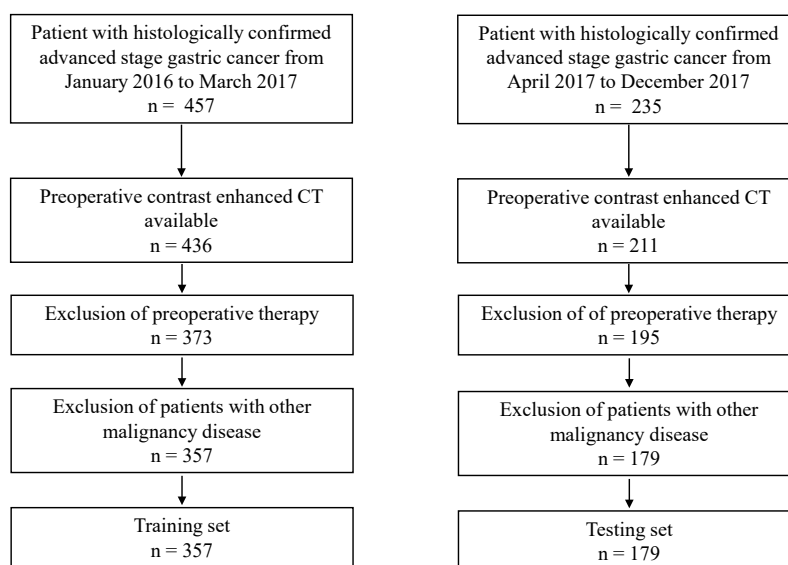 Patient with histologically confirmed
advanced stage gastric cancer from
January 2016 to March 2017
n = 457
Preoperative contrast enhanced CT
available
n = 436
Exclusion of preoperative therapy
n = 373
Exclusion of patients with other
malignancy disease
n = 357
Training set
n = 357
Patient with histologically confirmed
advanced stage gastric cancer from
April 2017 to December 2017
n = 235
Preoperative contrast enhanced CT
available
n = 211
Exclusion of of preoperative therapy
n = 195
Exclusion of patients with other
malignancy disease
n = 179
Testing set
n = 179